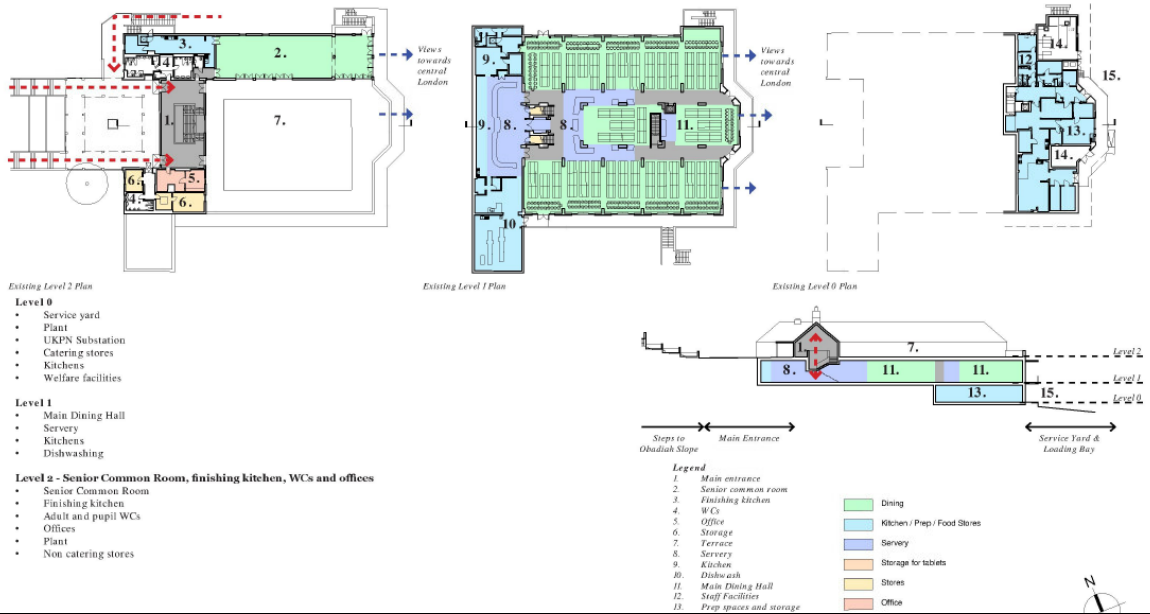 3.
2.
4.
Views
towards
central
London
1.
7.
6.
5.
4.
6.
9.
9.
8.
8.
11.
10
Views
towards
central
London
14.
12
15.
13.
14.
Existing Level 2 Plan
Existing Level 1 Plan
Existing Level 0 Plan
Level 0
• Service yard
• Plant
• UKPN Substation
• Catering stores
• Kitchens
• Welfare facilities
Level 1
• Main Dining Hall
• Servery
• Kitchens
• Dishwashing
Level 2 - Senior Common Room, finishing kitchen, WCs and offices
• Senior Common Room
• Finishing kitchen
• Adult and pupil WCs
• Offices
• Plant
• Non catering stores
1.
7.
Level 2
8.
11.
11.
Level 1
13.
15.
Level 0
Steps to
Obadiah Slope
Main Entrance
Service Yard &
Loading Bay
Legend
1. Main entrance
2. Senior common room
3. Finishing kitchen
4. WCs
5. Office
6. Storage
7. Terrace
8. Servery
9. Kitchen
10. Dishwash
11. Main Dining Hall
12. Staff Facilities
13. Prep spaces and storage
Dining
Kitchen / Prep / Food Stores
Servery
Storage for tablets
Stores
Office
N